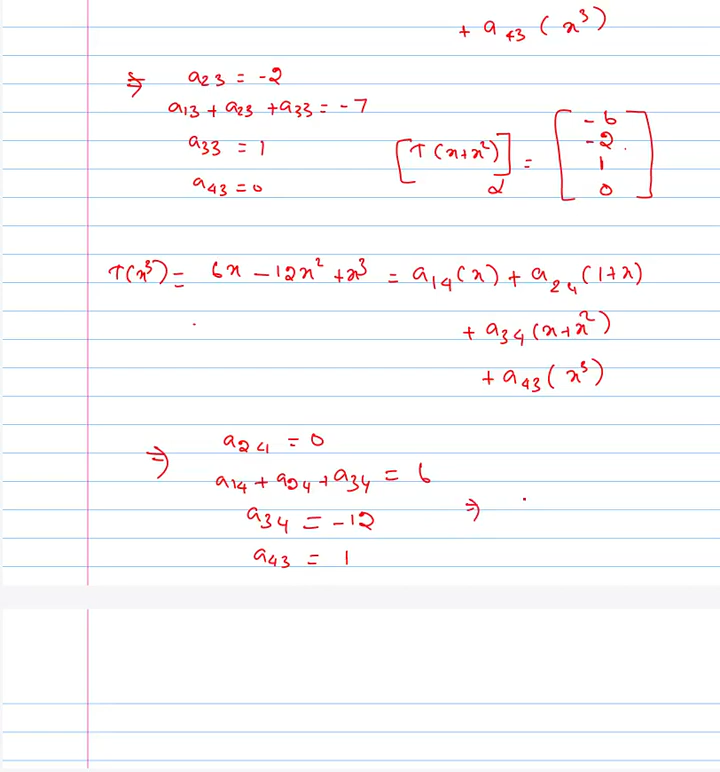 + a₄₃ (x³)
⇒ a₂₃ = -2
a₁₃ + a₂₃ + a₃₃ = -7
a₃₃ = 1
a₄₃ = 0
[T(x+x²)]_α = [-6
-2
1
0]
T(x³) = 6x - 12x² + x³ = a₁₄(x) + a₂₄(1+x)
+ a₃₄(x+x²)
+ a₄₃(x³)
⇒ a₂₄ = 0
a₁₄ + a₂₄ + a₃₄ = 6
a₃₄ = -12 ⇒
a₄₃ = 1